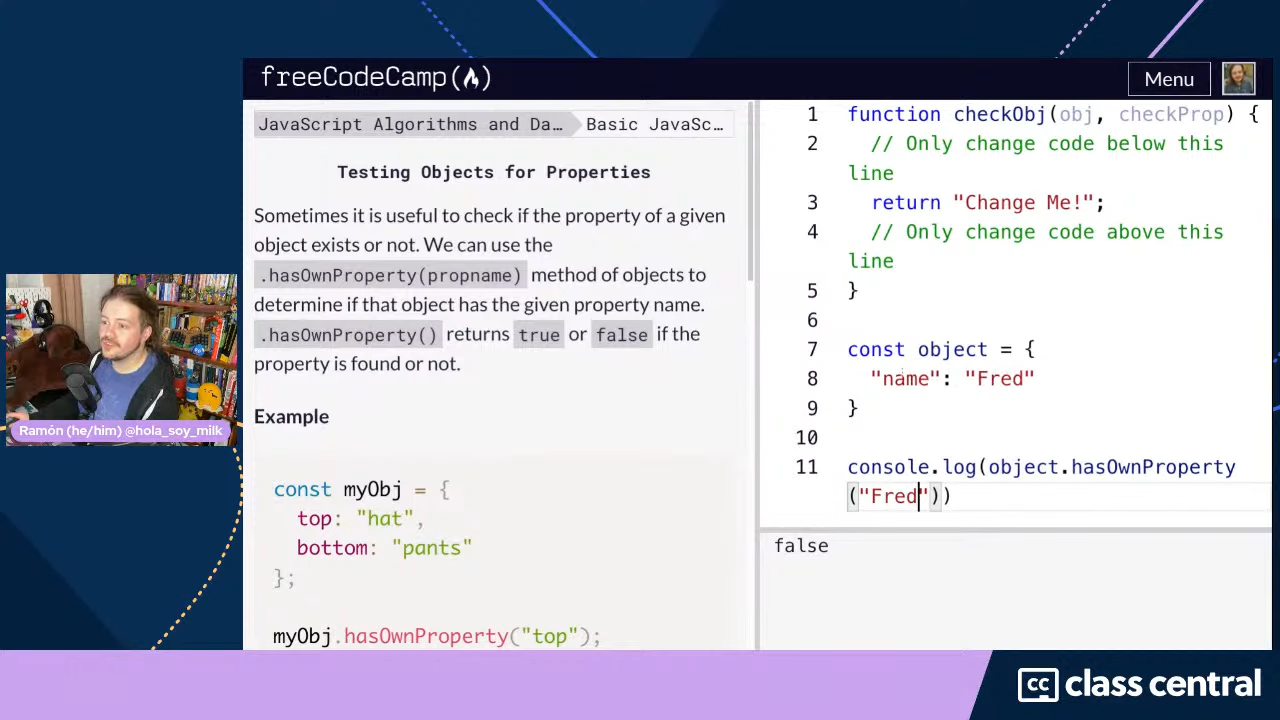 freeCodeCamp
Menu
JavaScript Algorithms and Da…
Basic JavaSc…
Testing Objects for Properties
Sometimes it is useful to check if the property of a given
object exists or not. We can use the
.hasOwnProperty(propname) method of objects to
determine if that object has the given property name.
.hasOwnProperty() returns true or false if the
property is found or not.
Example
const myObj = {
top: "hat",
bottom: "pants"
};
myObj.hasOwnProperty("top");
1 function checkObj(obj, checkProp) {
2 // Only change code below this
line
3 return "Change Me!";
4 // Only change code above this
line
5 }
6
7 const object = {
8 "name": "Fred"
9 }
10
11 console.log(object.hasOwnProperty
("Fred"))
false
Ramón (he/him) @hola_soy_milk
cc class central